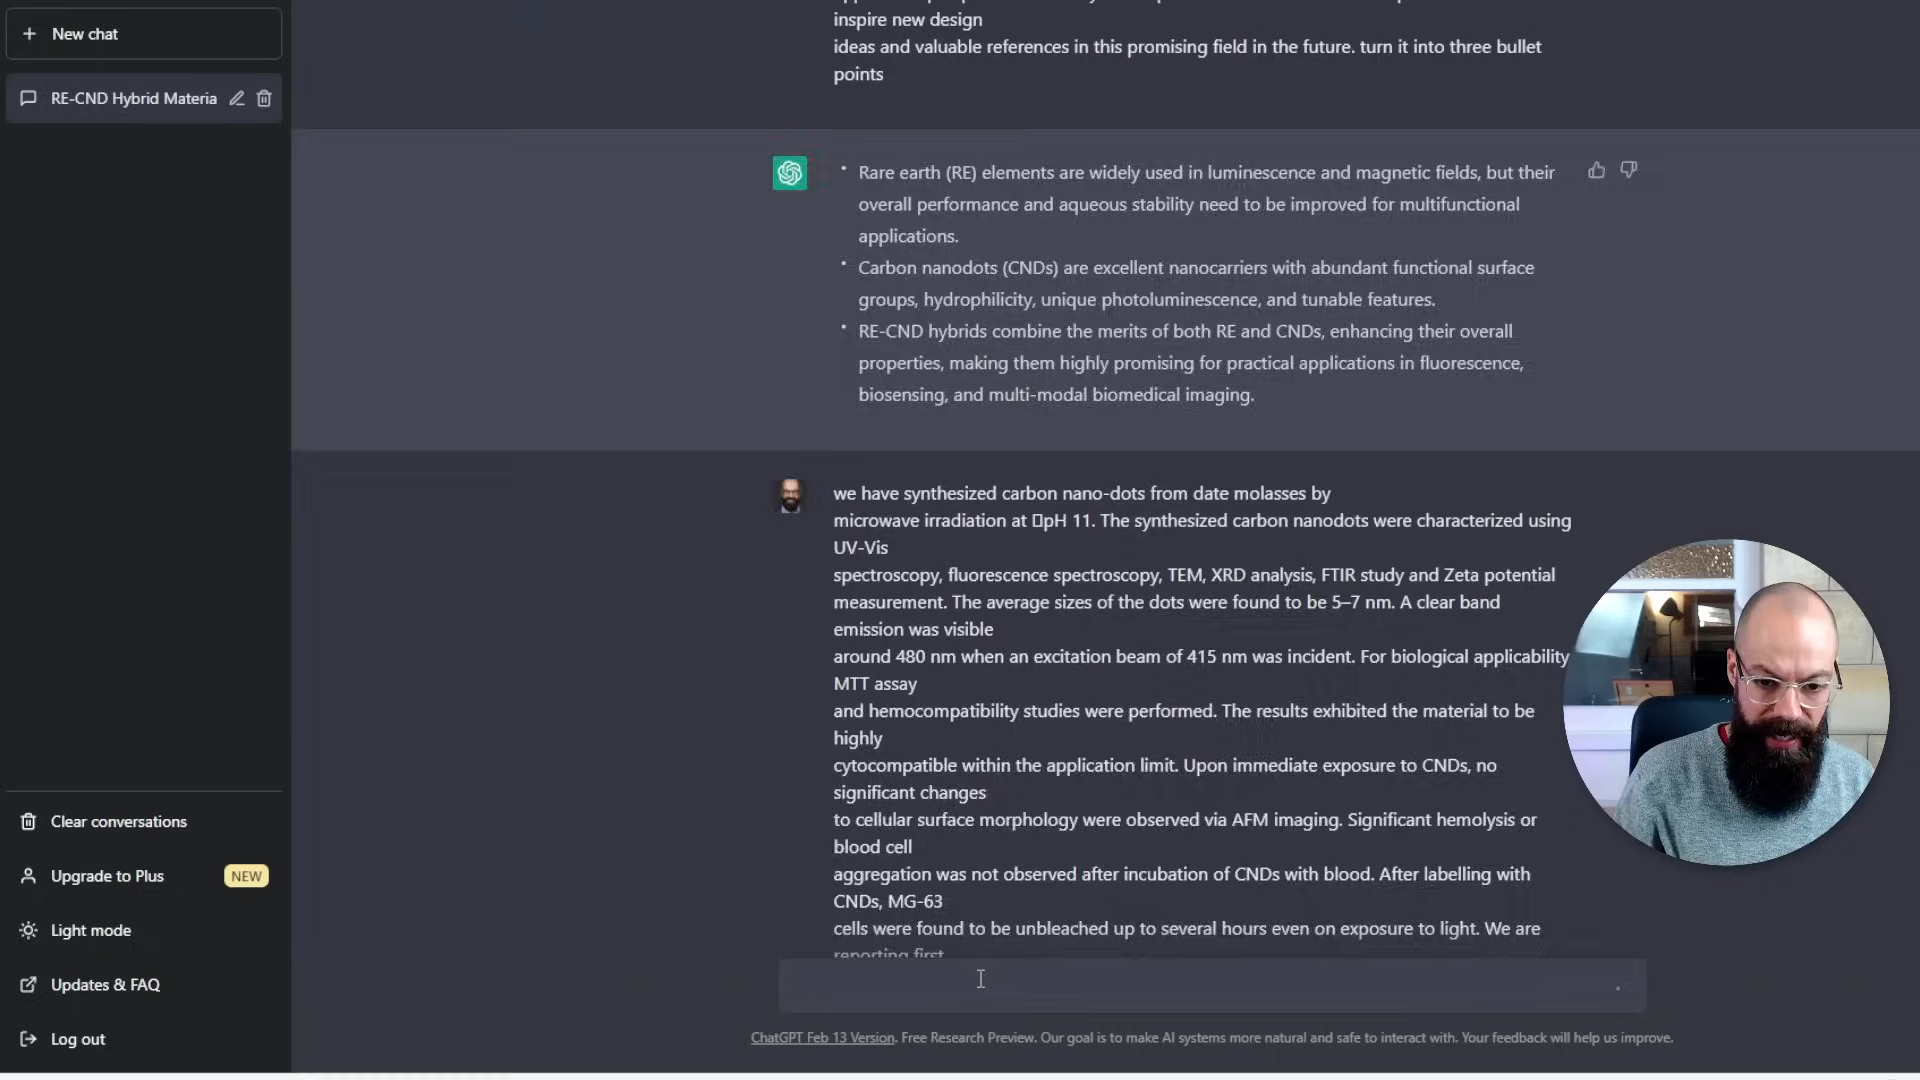 New chat
RE-CND Hybrid Materia
inspire new design
ideas and valuable references in this promising field in the future. turn it into three bullet
points
• Rare earth (RE) elements are widely used in luminescence and magnetic fields, but their
overall performance and aqueous stability need to be improved for multifunctional
applications.
• Carbon nanodots (CNDs) are excellent nanocarriers with abundant functional surface
groups, hydrophilicity, unique photoluminescence, and tunable features.
• RE-CND hybrids combine the merits of both RE and CNDs, enhancing their overall
properties, making them highly promising for practical applications in fluorescence,
biosensing, and multi-modal biomedical imaging.
we have synthesized carbon nano-dots from date molasses by
microwave irradiation at □pH 11. The synthesized carbon nanodots were characterized using
UV-Vis
spectroscopy, fluorescence spectroscopy, TEM, XRD analysis, FTIR study and Zeta potential
measurement. The average sizes of the dots were found to be 5–7 nm. A clear band
emission was visible
around 480 nm when an excitation beam of 415 nm was incident. For biological applicability
MTT assay
and hemocompatibility studies were performed. The results exhibited the material to be
highly
cytocompatible within the application limit. Upon immediate exposure to CNDs, no
significant changes
to cellular surface morphology were observed via AFM imaging. Significant hemolysis or
blood cell
aggregation was not observed after incubation of CNDs with blood. After labelling with
CNDs, MG-63
cells were found to be unbleached up to several hours even on exposure to light. We are
reporting first
Clear conversations
Upgrade to Plus NEW
Light mode
Updates & FAQ
Log out
ChatGPT Feb 13 Version. Free Research Preview. Our goal is to make AI systems more natural and safe to interact with. Your feedback will help us improve.